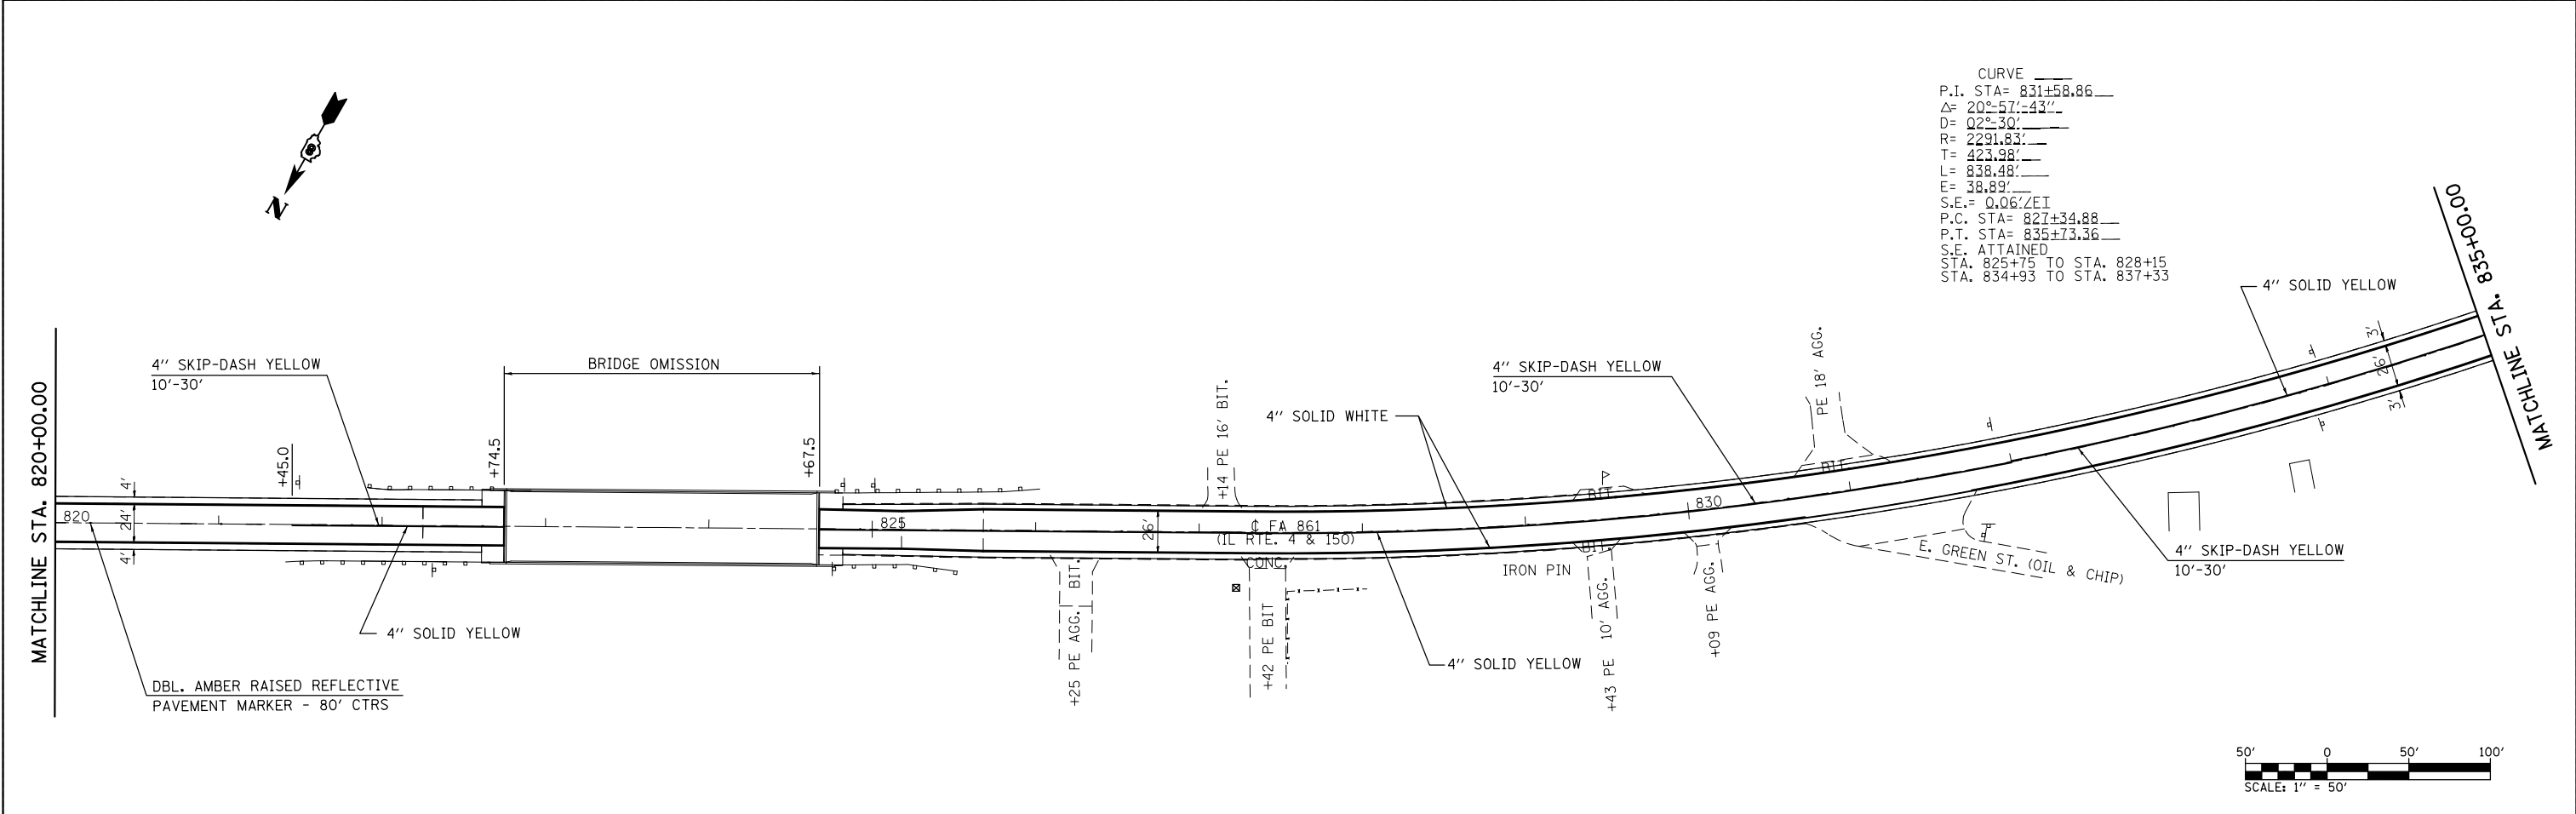 CURVE
P.I. STA= 831+58.86
Δ= 20°-57'-43"
D= 02°-30'
R= 2291.83'
T= 423.98'
L= 838.48'
E= 38.89'
S.E.= 0.06'/FT
P.C. STA= 827+34.88
P.T. STA= 835+73.36
S.E. ATTAINED
STA. 825+75 TO STA. 828+15
STA. 834+93 TO STA. 837+33
N
MATCHLINE STA. 820+00.00
4" SKIP-DASH YELLOW
10'-30'
BRIDGE OMISSION
+45.0
+74.5
+67.5
4'
24'
4'
820
825
26'
4" SOLID YELLOW
DBL. AMBER RAISED REFLECTIVE
PAVEMENT MARKER - 80' CTRS
+14 PE 16' BIT.
4" SOLID WHITE
4" SKIP-DASH YELLOW
10'-30'
℄ FA 861
(IL RTE. 4 & 150)
CONC.
+25 PE AGG. BIT.
+42 PE BIT
4" SOLID YELLOW
IRON PIN
BIT.
BIT.
+43 PE 10' AGG.
+09 PE AGG.
830
PE 18' AGG.
BIT.
E. GREEN ST. (OIL & CHIP)
4" SKIP-DASH YELLOW
10'-30'
4" SOLID YELLOW
3'
26'
3'
MATCHLINE STA. 835+00.00
50' 0 50' 100'
SCALE: 1" = 50'